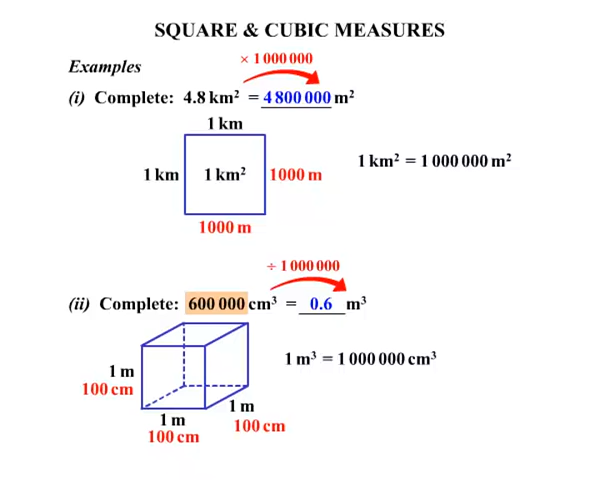 SQUARE & CUBIC MEASURES
Examples
× 1 000 000
(i) Complete: 4.8 km² = 4 800 000 m²
1 km
1 km 1 km² 1000 m
1 km² = 1 000 000 m²
1000 m
÷ 1 000 000
(ii) Complete: 600 000 cm³ = 0.6 m³
1 m³ = 1 000 000 cm³
1 m
100 cm
1 m
100 cm
1 m
100 cm